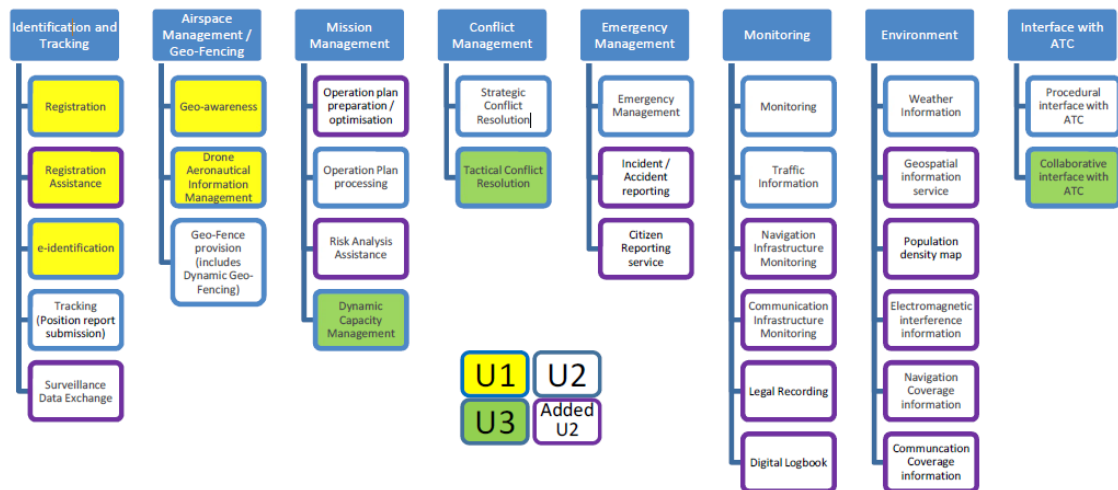 Identification and
Tracking
Registration
Registration
Assistance
e-identification
Tracking
(Position report
submission)
Surveillance
Data Exchange
Airspace
Management /
Geo-Fencing
Geo-awareness
Drone
Aeronautical
Information
Management
Geo-Fence
provision
(includes
Dynamic Geo-
Fencing)
Mission
Management
Operation plan
preparation /
optimisation
Operation Plan
processing
Risk Analysis
Assistance
Dynamic
Capacity
Management
Conflict
Management
Strategic
Conflict
Resolution
Tactical Conflict
Resolution
Emergency
Management
Emergency
Management
Incident /
Accident
reporting
Citizen
Reporting
service
Monitoring
Monitoring
Traffic
Information
Navigation
Infrastructure
Monitoring
Communication
Infrastructure
Monitoring
Legal Recording
Digital Logbook
Environment
Weather
Information
Geospatial
information
service
Population
density map
Electromagnetic
interference
information
Navigation
Coverage
information
Communcation
Coverage
information
Interface with
ATC
Procedural
interface with
ATC
Collaborative
interface with
ATC
U1
U2
U3
Added
U2